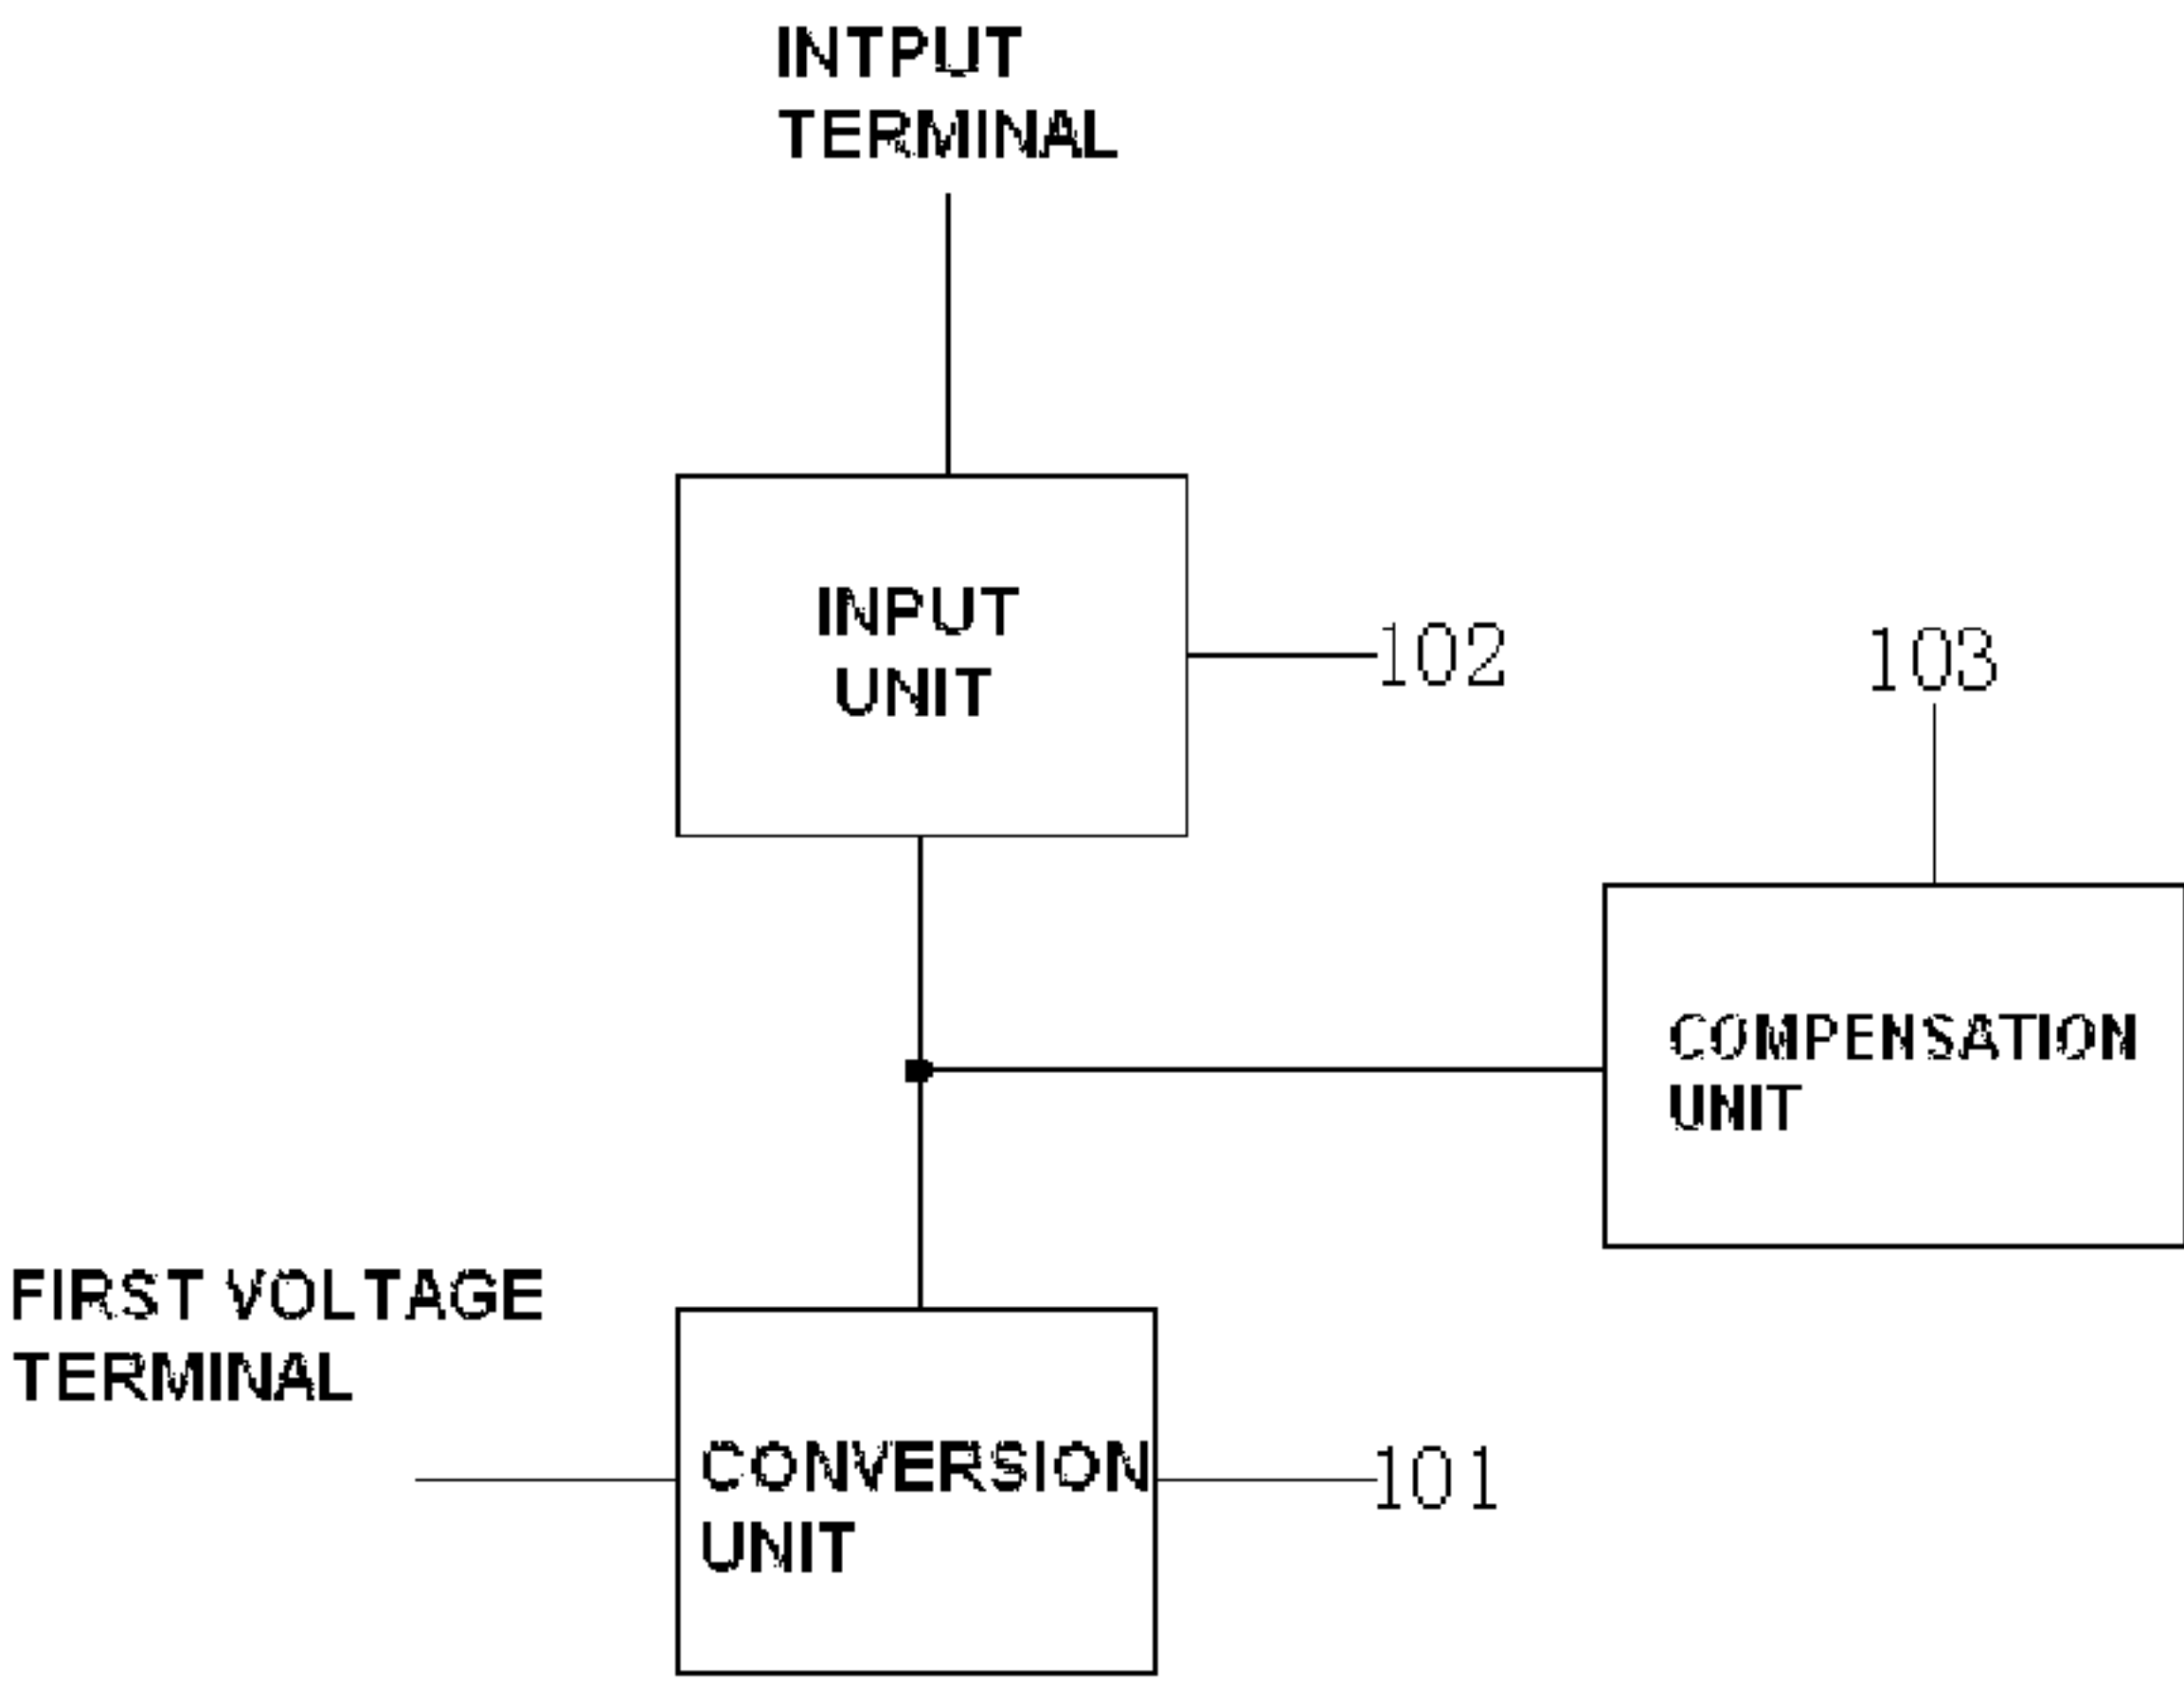 INTPUT
TERMINAL
INPUT
UNIT
102
103
COMPENSATION
UNIT
FIRST VOLTAGE
TERMINAL
CONVERSION
UNIT
101